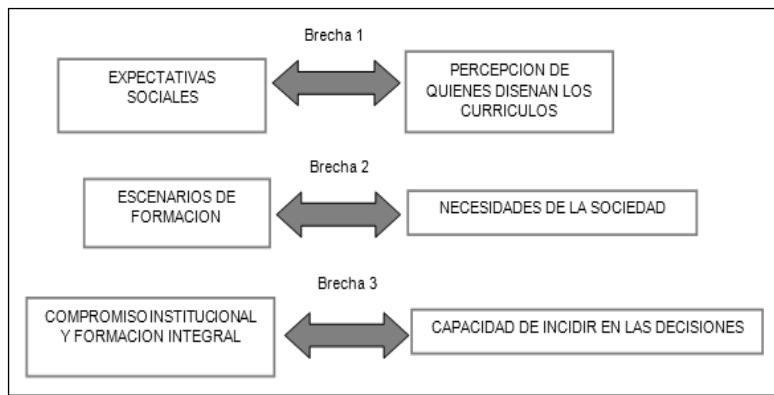 Brecha 1
EXPECTATIVAS
SOCIALES
PERCEPCION DE
QUIENES DISENAN LOS
CURRICULOS
Brecha 2
ESCENARIOS DE
FORMACION
NECESIDADES DE LA SOCIEDAD
Brecha 3
COMPROMISO INSTITUCIONAL
Y FORMACION INTEGRAL
CAPACIDAD DE INCIDIR EN LAS DECISIONES